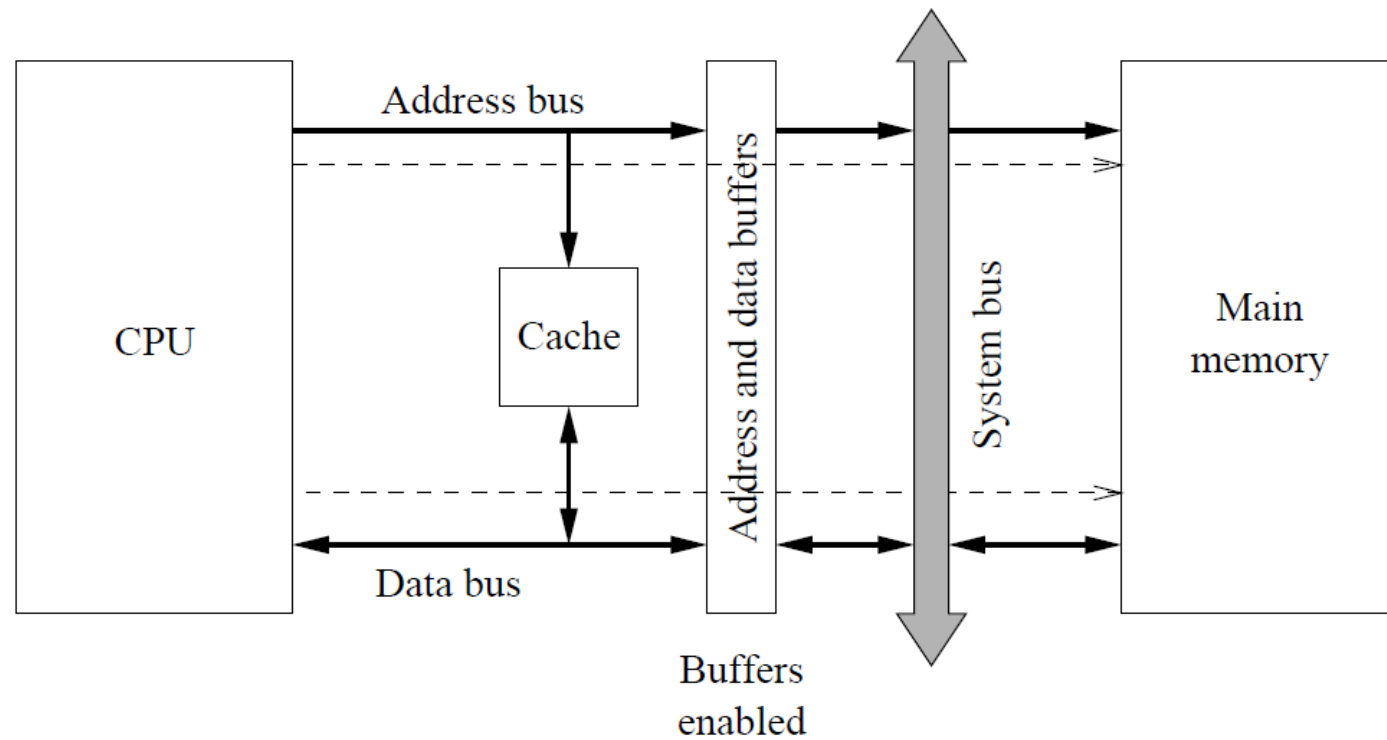 Address bus
CPU
Cache
Address and data buffers
System bus
Main
memory
Data bus
Buffers
enabled